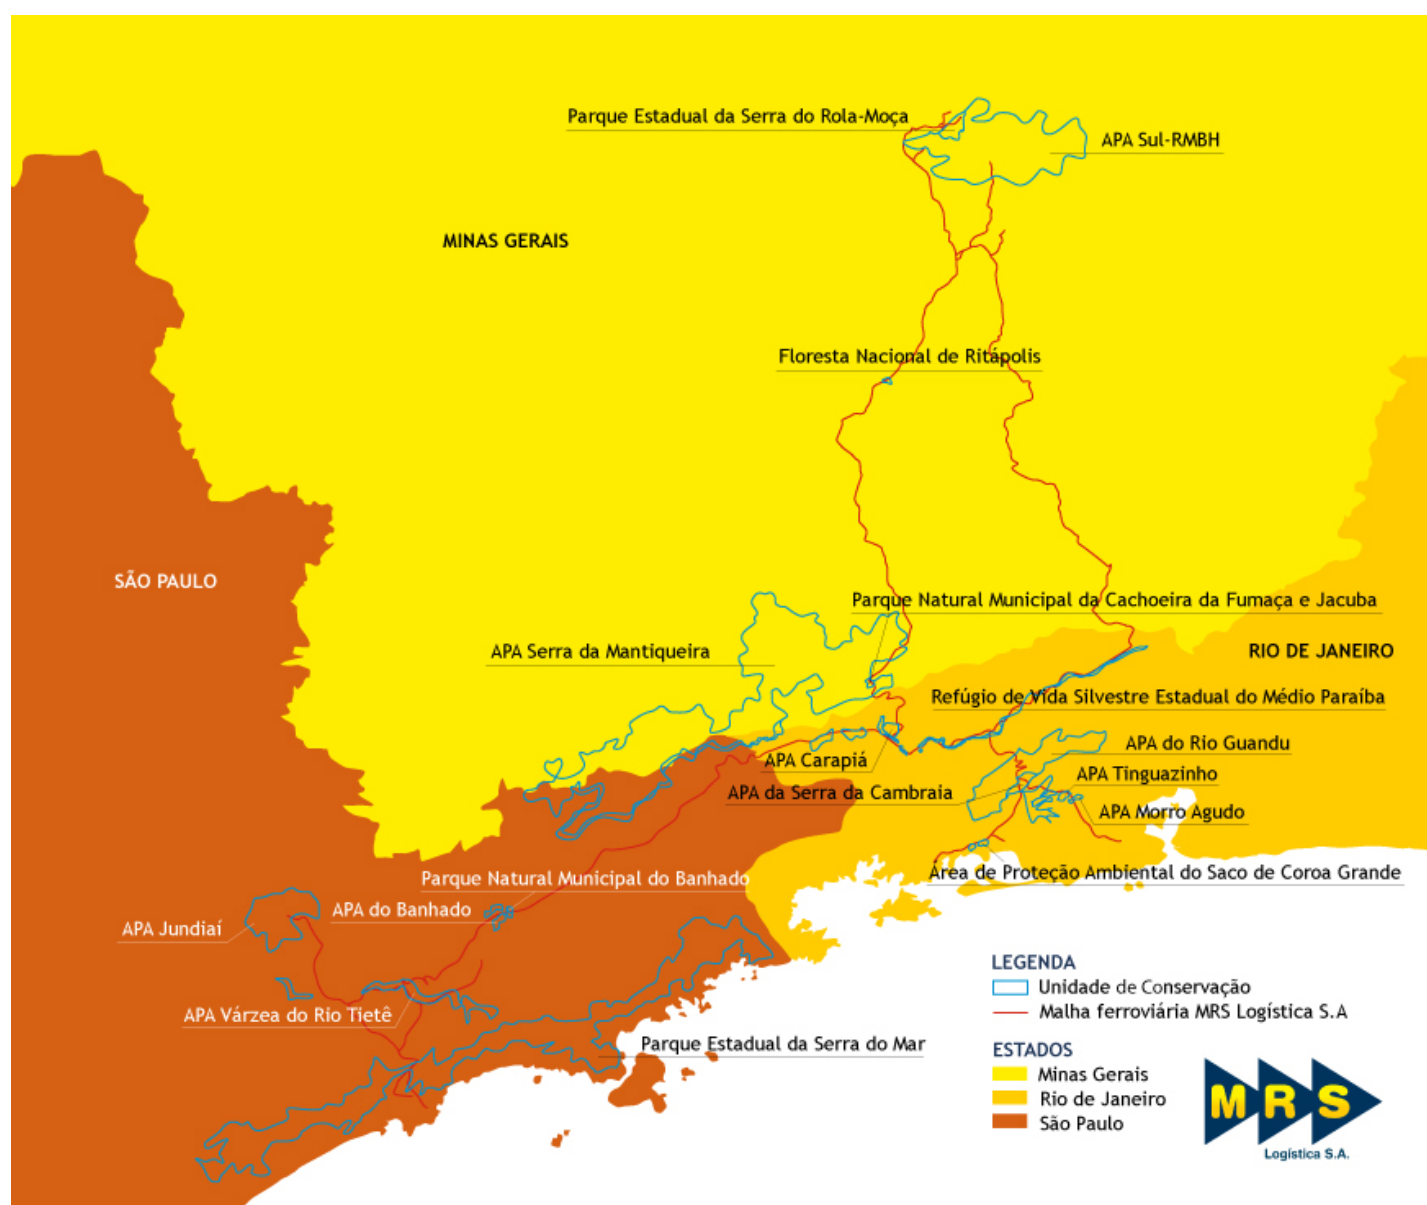 Parque Estadual da Serra do Rola-Moça
APA Sul-RMBH
MINAS GERAIS
Floresta Nacional de Ritápolis
SÃO PAULO
Parque Natural Municipal da Cachoeira da Fumaça e Jacuba
APA Serra da Mantiqueira
RIO DE JANEIRO
Refúgio de Vida Silvestre Estadual do Médio Paraíba
APA do Rio Guandu
APA Carapiá
APA Tinguazinho
APA da Serra da Cambraia
APA Morro Agudo
Área de Proteção Ambiental do Saco de Coroa Grande
Parque Natural Municipal do Banhado
APA do Banhado
APA Jundiaí
APA Várzea do Rio Tietê
Parque Estadual da Serra do Mar
LEGENDA
Unidade de Conservação
Malha ferroviária MRS Logística S.A
ESTADOS
Minas Gerais
Rio de Janeiro
São Paulo
MRS
Logística S.A.